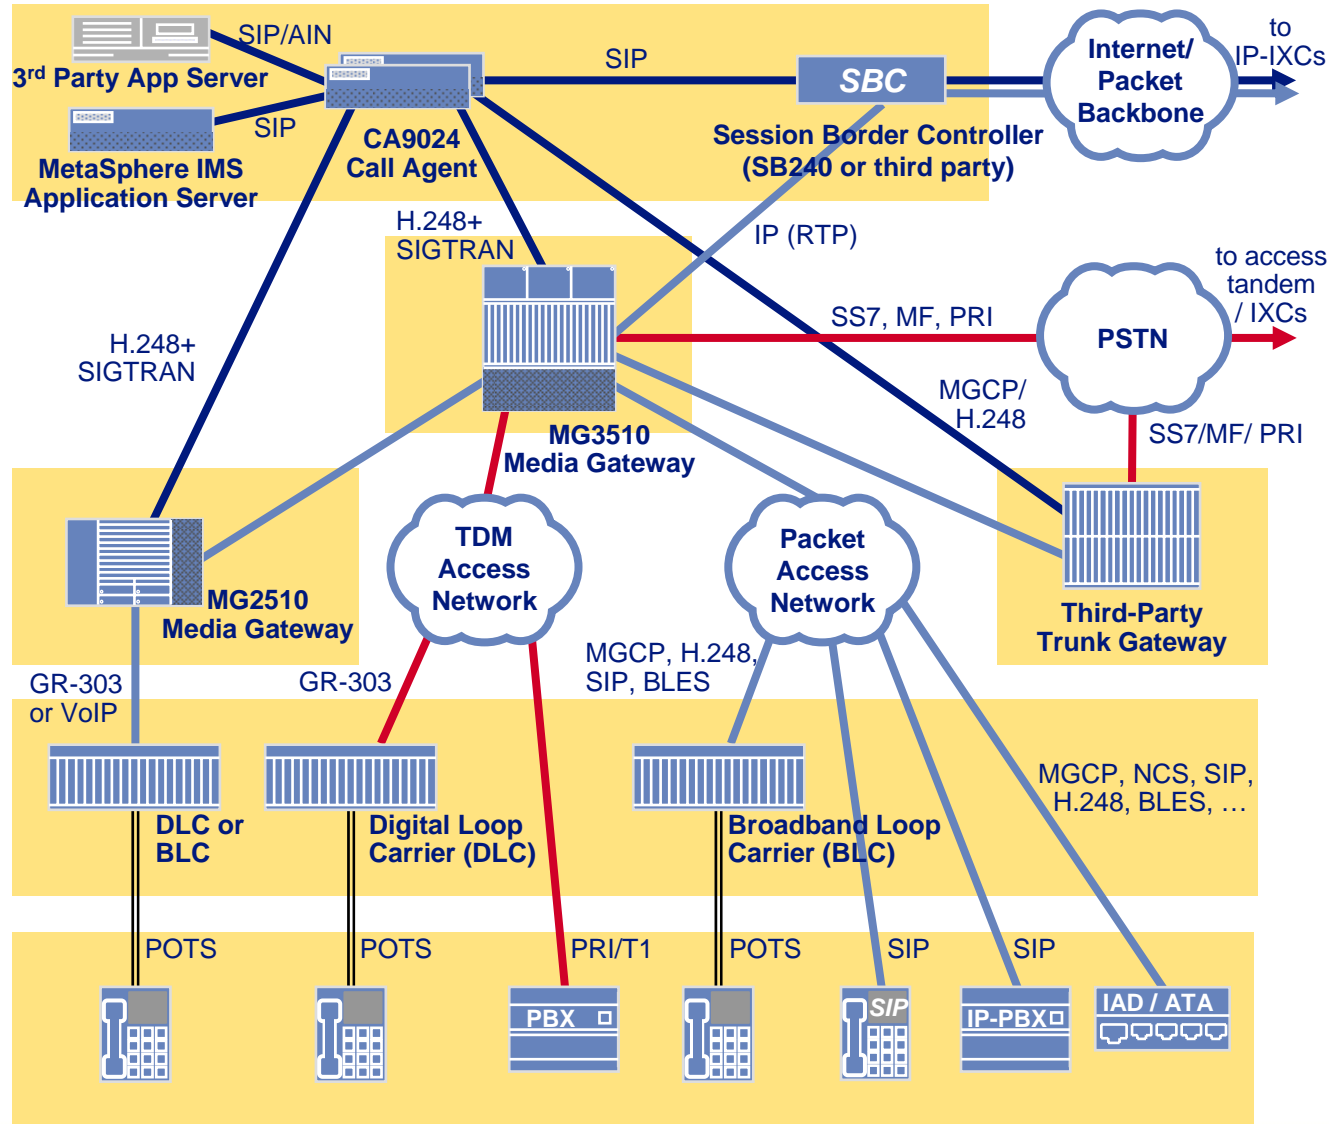 SIP/AIN
3rd Party App Server
SIP
MetaSphere IMS
Application Server
CA9024
Call Agent
SIP
SBC
Session Border Controller
(SB240 or third party)
Internet/
Packet
Backbone
to
IP-IXCs
H.248+
SIGTRAN
IP (RTP)
H.248+
SIGTRAN
SS7, MF, PRI
PSTN
to access
tandem
/ IXCs
MGCP/
H.248
SS7/MF/ PRI
MG3510
Media Gateway
TDM
Access
Network
Packet
Access
Network
MG2510
Media Gateway
Third-Party
Trunk Gateway
GR-303
or VoIP
GR-303
MGCP, H.248,
SIP, BLES
MGCP, NCS, SIP,
H.248, BLES, …
DLC or
BLC
Digital Loop
Carrier (DLC)
Broadband Loop
Carrier (BLC)
POTS
POTS
PRI/T1
POTS
SIP
SIP
PBX
SIP
IP-PBX
IAD / ATA